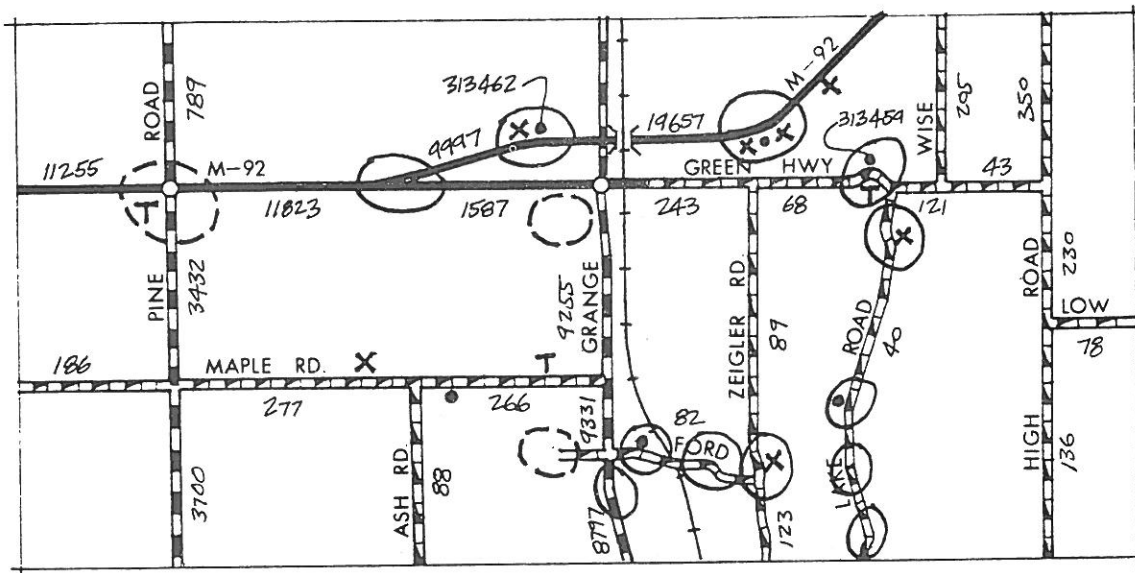 789
ROAD
313462
M-92
19657
9997
313459
WISE
205
350
11255
M-92
GREEN HWY
43
T
11823
1587
243
68
T
121
PINE
3432
9255
GRANGE
ZEIGLER RD.
89
ROAD
40
ROAD
230
LOW
78
186
MAPLE RD.
T
277
266
9331
82
FORD
HIGH
136
3700
ASH RD.
88
8797
123
LAKE